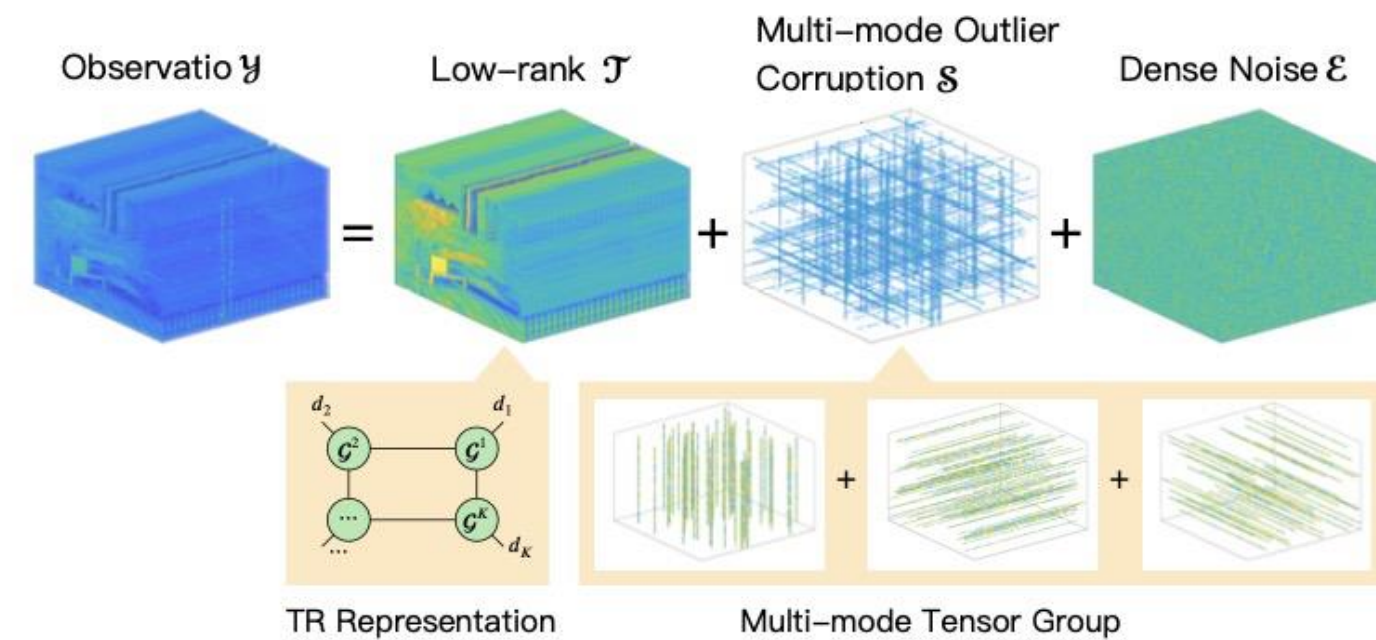 Observatio 𝓨
Low-rank 𝓣
Multi-mode Outlier
Corruption 𝓢
Dense Noise 𝓔
=
+
+
d₂
d₁
𝓖²
𝓖¹
...
𝓖ᴷ
...
d_K
+
+
TR Representation
Multi-mode Tensor Group